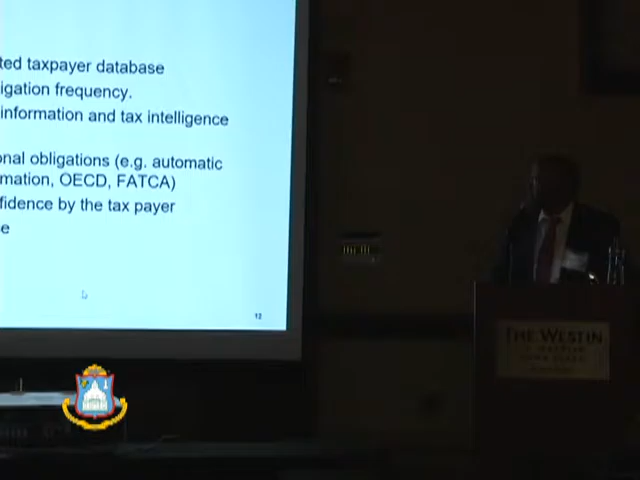 ted taxpayer database
igation frequency.
information and tax intelligence
onal obligations (e.g. automatic
mation, OECD, FATCA)
fidence by the tax payer
e
12
THE WESTIN